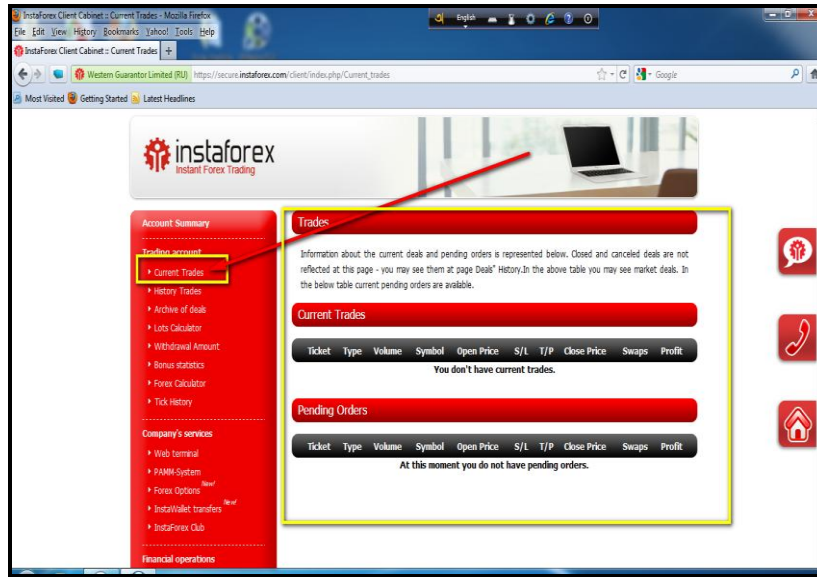 InstaForex Client Cabinet :: Current Trades - Mozilla Firefox
English
File Edit View History Bookmarks Yahoo! Tools Help
InstaForex Client Cabinet :: Current Trades
Western Guarantor Limited (RU) https://secure.instaforex.com/client/index.php/Current_trades
Google
Most Visited Getting Started Latest Headlines
instaforex
Instant Forex Trading
Account Summary
Trading account
Current Trades
History Trades
Archive of deals
Lots Calculator
Withdrawal Amount
Bonus statistics
Forex Calculator
Tick History
Company's services
Web terminal
PAMM-System
Forex Options New!
InstaWallet transfers New!
InstaForex Club
Financial operations
Trades
Information about the current deals and pending orders is represented below. Closed and canceled deals are not
reflected at this page - you may see them at page Deals" History.In the above table you may see market deals. In
the below table current pending orders are available.
Current Trades
Ticket Type Volume Symbol Open Price S/L T/P Close Price Swaps Profit
You don't have current trades.
Pending Orders
Ticket Type Volume Symbol Open Price S/L T/P Close Price Swaps Profit
At this moment you do not have pending orders.